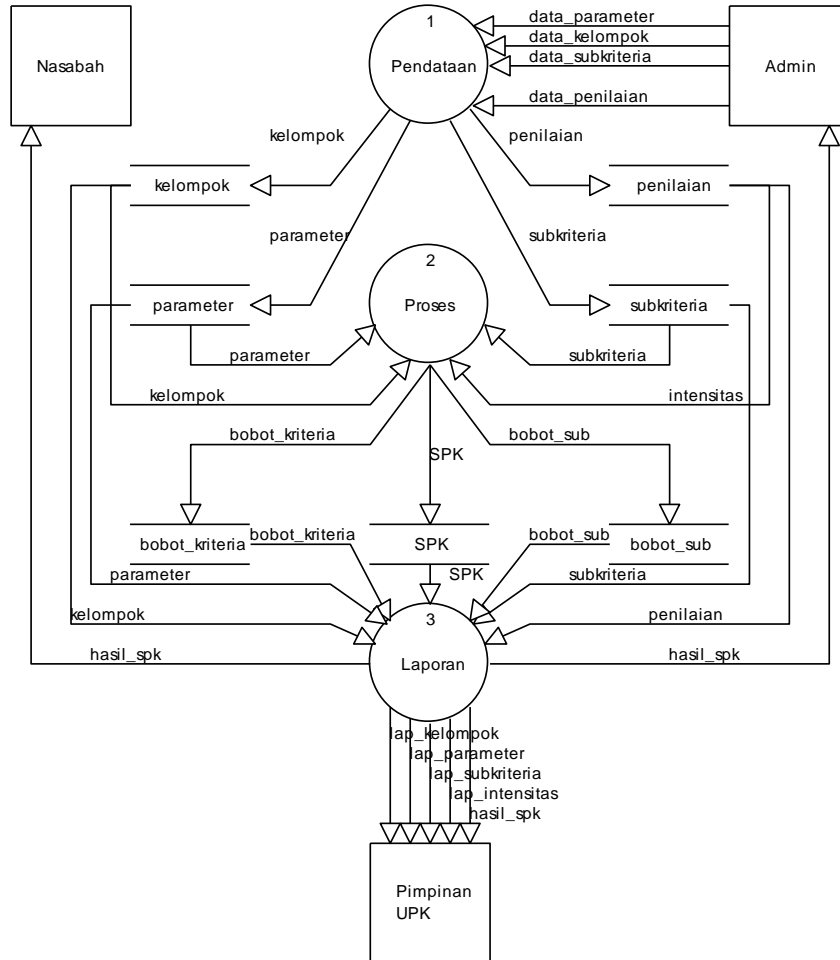 1
data_parameter
data_kelompok
Nasabah
Pendataan
data_subkriteria
Admin
data_penilaian
kelompok
penilaian
kelompok
penilaian
parameter
subkriteria
2
parameter
Proses
subkriteria
parameter
subkriteria
kelompok
intensitas
bobot_kriteria
bobot_sub
SPK
bobot_kriteria
bobot_sub
bobot_kriteria
SPK
bobot_sub
parameter
SPK
subkriteria
kelompok
3
penilaian
hasil_spk
Laporan
hasil_spk
lap_kelompok
lap_parameter
lap_subkriteria
lap_intensitas
hasil_spk
Pimpinan
UPK